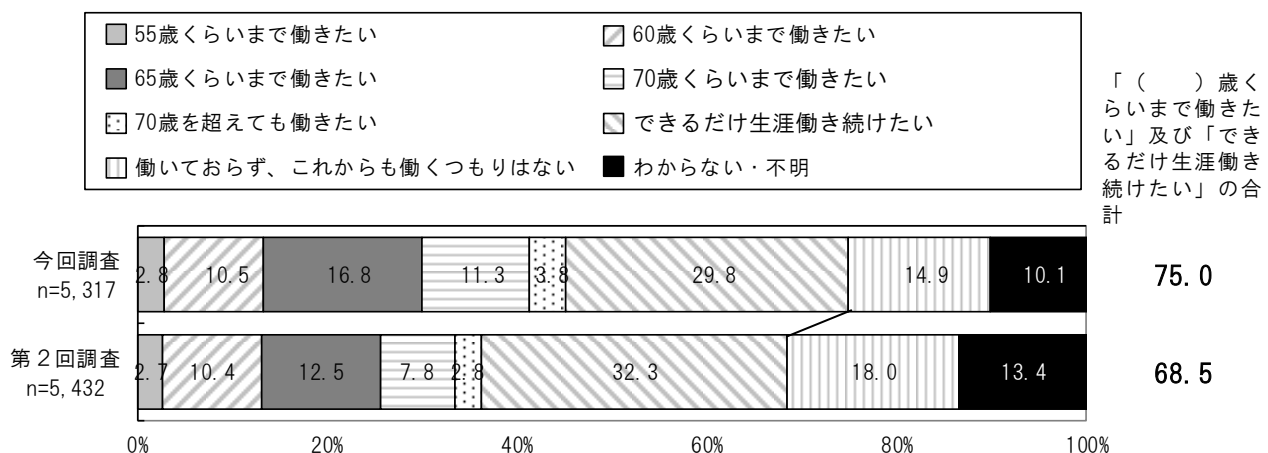 55歳くらいまで働きたい
60歳くらいまで働きたい
65歳くらいまで働きたい
70歳くらいまで働きたい
70歳を超えても働きたい
できるだけ生涯働き続けたい
働いておらず、これからも働くつもりはない
わからない・不明
「（　　）歳く
らいまで働きた
い」及び「でき
るだけ生涯働き
続けたい」の合
計
今回調査
n=5,317
2.8 10.5 16.8 11.3 3.8 29.8 14.9 10.1 75.0
第２回調査
n=5,432
2.7 10.4 12.5 7.8 2.8 32.3 18.0 13.4 68.5
0% 20% 40% 60% 80% 100%